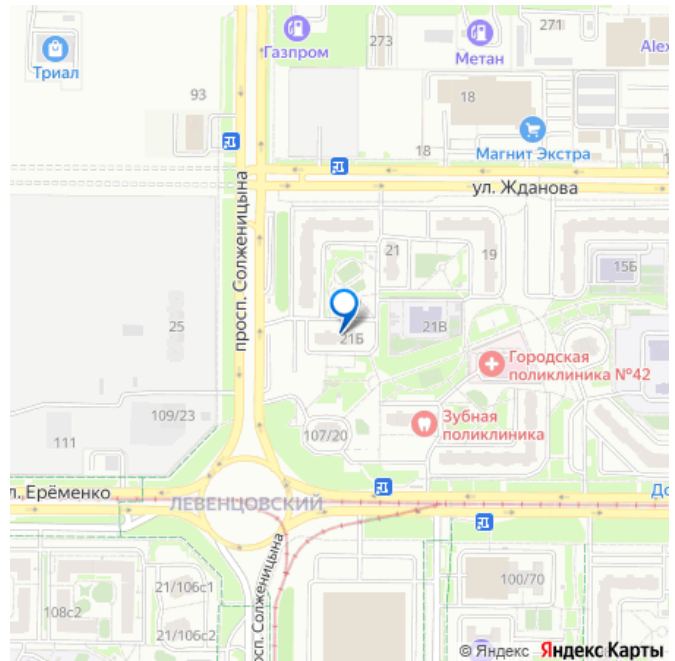 271
273
Alex
Газпром
Метан
Триал
93
18
Магнит Экстра
18
1
ул. Жданова
просп. Солженицына
21
19
15Б
25
21Б
21В
Городская
поликлиника №42
109/23
Зубная
поликлиника
107/20
111
л. Ерёменко
До
ЛЕВЕНЦОВСКИЙ
осп. Солженицына
21/106с1
100/70
108с2
21/106с2
© Яндекс Яндекс Карты